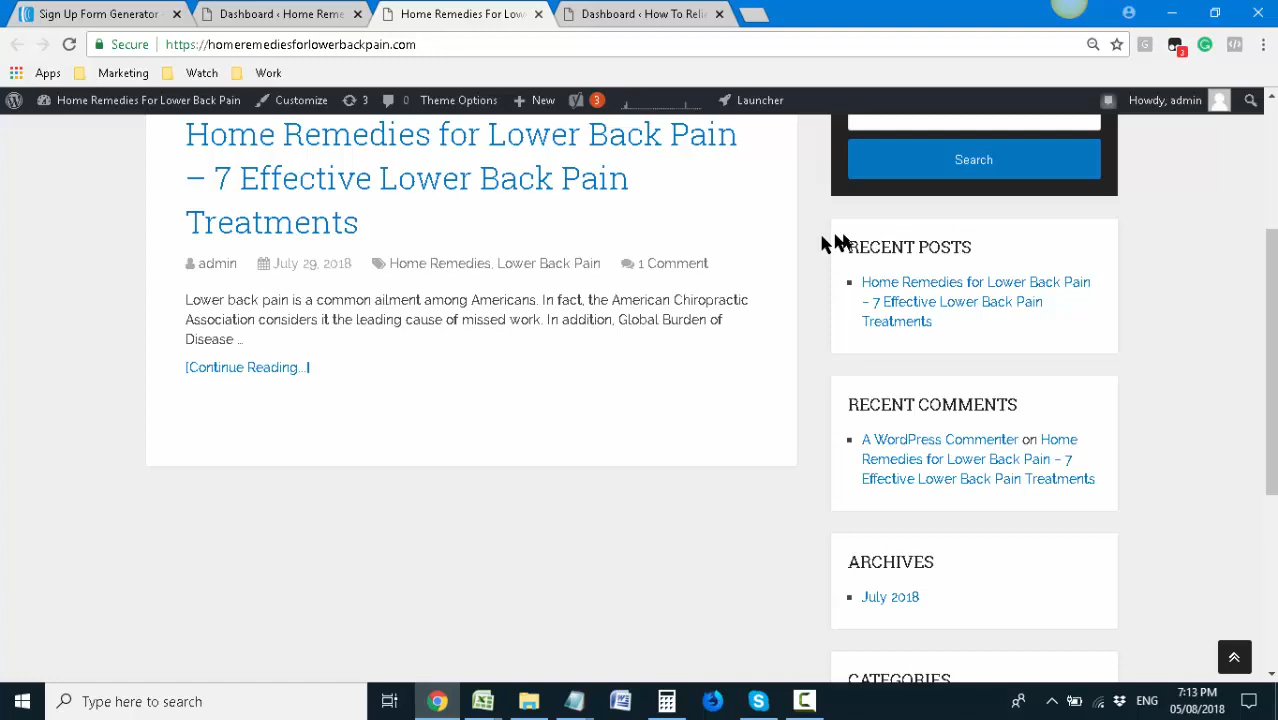 Sign Up Form Generator -
Dashboard ‹ Home Reme
Home Remedies For Low
Dashboard ‹ How To Relie
Secure
https://homeremediesforlowerbackpain.com
3
Apps
Marketing
Watch
Work
Home Remedies For Lower Back Pain
Customize
3
0
Theme Options
New
3
Launcher
Howdy, admin
Home Remedies for Lower Back Pain
– 7 Effective Lower Back Pain
Treatments
admin
July 29, 2018
Home Remedies, Lower Back Pain
1 Comment
Lower back pain is a common ailment among Americans. In fact, the American Chiropractic
Association considers it the leading cause of missed work. In addition, Global Burden of
Disease …
[Continue Reading...]
Search
RECENT POSTS
Home Remedies for Lower Back Pain
– 7 Effective Lower Back Pain
Treatments
RECENT COMMENTS
A WordPress Commenter on Home
Remedies for Lower Back Pain – 7
Effective Lower Back Pain Treatments
ARCHIVES
July 2018
CATEGORIES
Type here to search
ENG
7:13 PM
05/08/2018